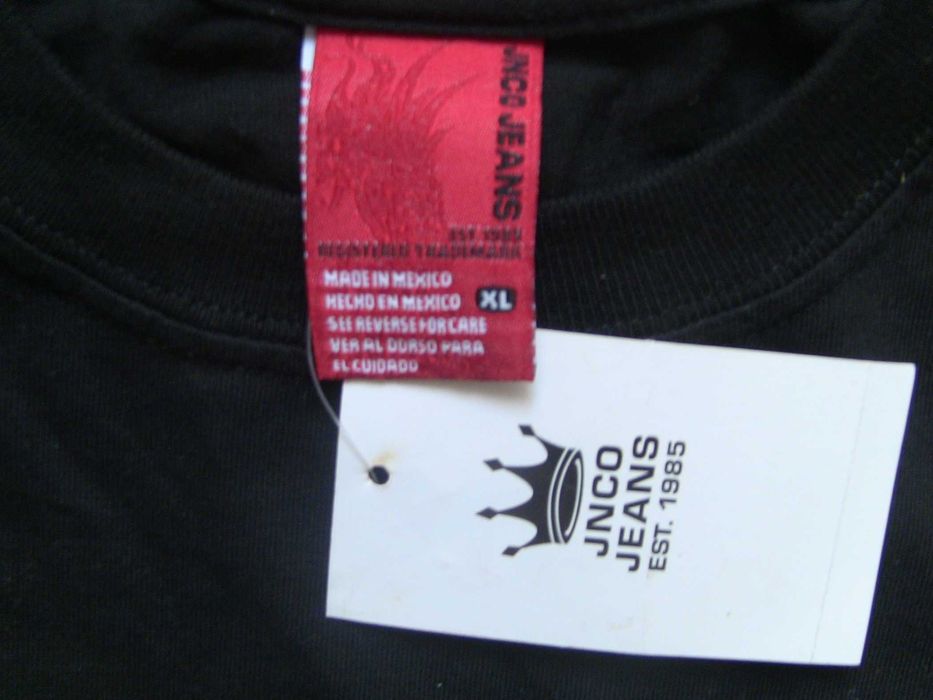 JNCO JEANS
EST. 1985
REGISTERED TRADEMARK
MADE IN MEXICO
HECHO EN MEXICO
XL
SEE REVERSE FOR CARE
VER AL DORSO PARA
EL CUIDADO
JNCO
JEANS
EST. 1985